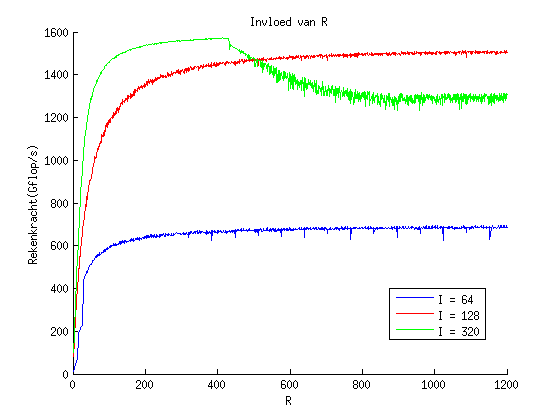 Invloed van R
Rekenkracht(Gflop/s)
1600
1400
1200
1000
800
600
400
200
0
0 200 400 600 800 1000 1200
R
I = 64
I = 128
I = 320